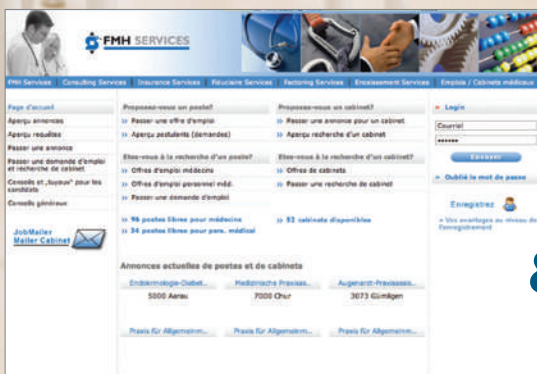 FMH SERVICES
FMH Services | Consulting Services | Insurance Services | Fiduciaire Services | Factoring Services | Encaissement Services | Emplois / Cabinets médicaux
Page d'accueil
Aperçu annonces
Aperçu requêtes
Passer une annonce
Passer une demande d'emploi
et recherche de cabinet
Conseils et „tuyaux" pour les
candidats
Conseils généraux
JobMailer
Mailer Cabinet
Proposez-vous un poste?
» Passer une offre d'emploi
» Aperçu postulants (demandes)
Etes-vous à la recherche d'un poste?
» Offres d'emploi médecins
» Offres d'emploi personnel méd.
» Passer une demande d'emploi
» 96 postes libres pour médecins
» 34 postes libres pour pers. médical
Proposez-vous un cabinet?
» Passer une annonce pour un cabinet
» Aperçu recherche d'un cabinet
Etes-vous à la recherche d'un cabinet?
» Offres de cabinets
» Passer une recherche de cabinet
» 52 cabinets disponibles
Annonces actuelles de postes et de cabinets
Endokrinologie-Diabet...
5000 Aarau
Medizinische Praxisas...
7000 Chur
Augenarzt-Praxisassis...
3073 Gümligen
Praxis für Allgemeinm...
Praxis für Allgemeinm...
Praxis für Allgemeinm...
» Login
Courriel
••••••
Envoyer
» Oublié le mot de passe
Enregistrez
» Vos avantages au niveau de
l'enregistrement
&